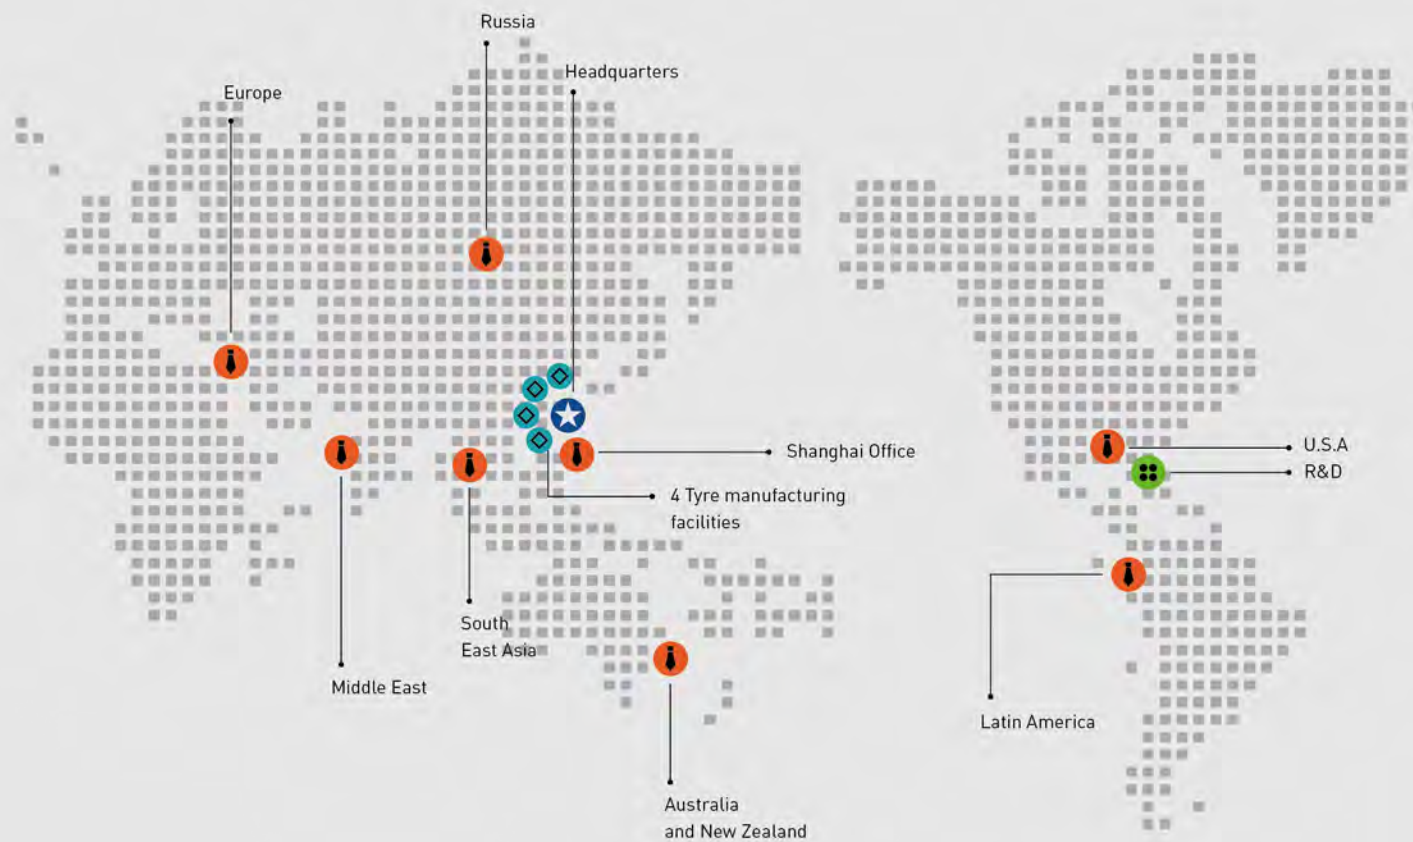 Russia
Headquarters
Europe
U.S.A
Shanghai Office
R&D
4 Tyre manufacturing
facilities
South
East Asia
Middle East
Latin America
Australia
and New Zealand